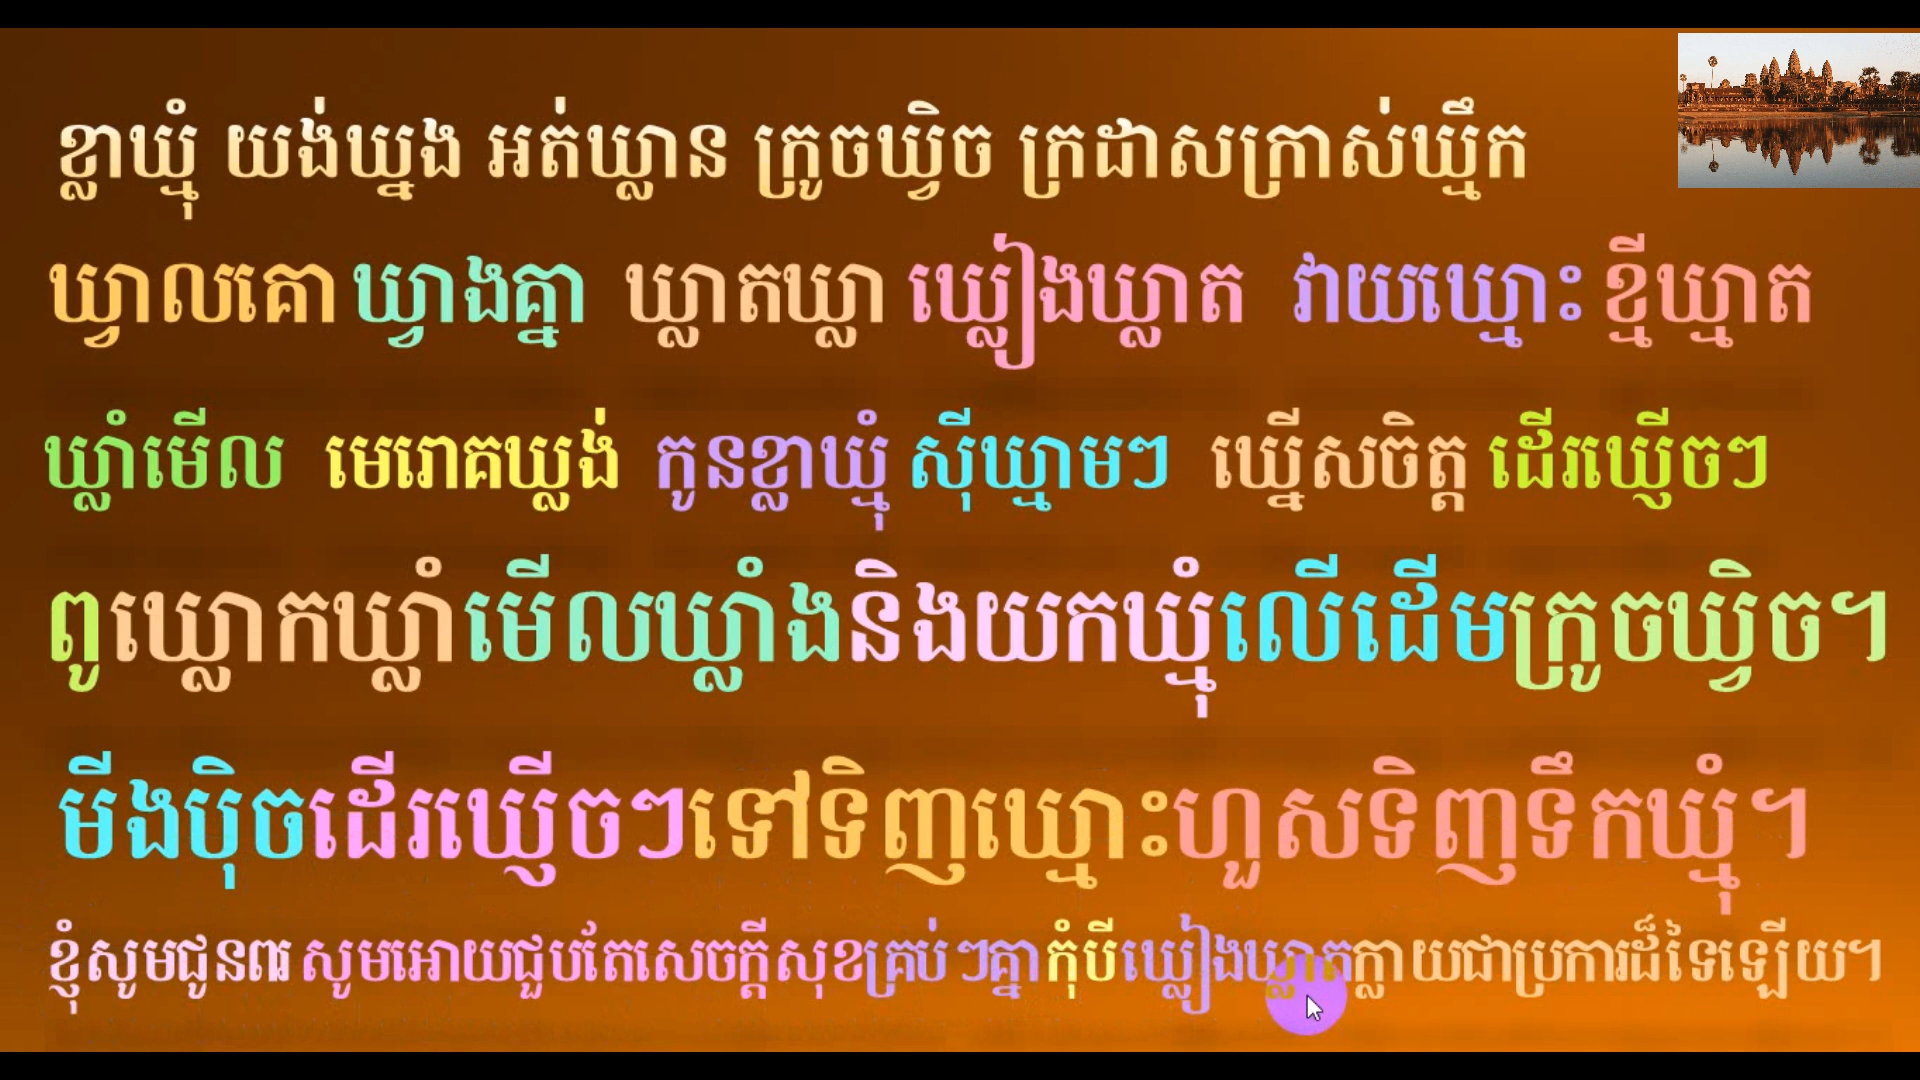 ខ្លាឃ្មុំ យង់ឃ្នង អត់ឃ្លាន ក្រូចឃ្វិច ក្រដាសក្រាស់ឃ្មឹក
ឃ្វាលគោ ឃ្វាងគ្នា ឃ្លាតឃ្លា ឃ្លៀងឃ្លាត វាយឃ្មោះ ខ្មីឃ្មាត
ឃ្លាំមើល មេរោគឃ្លង់ កូនខ្លាឃ្មុំ ស៊ីឃ្មាមៗ ឃ្នើសចិត្ត ដើរឃ្ញើចៗ
ពូឃ្លោកឃ្លាំមើលឃ្លាំងនិងយកឃ្មុំលើដើមក្រូចឃ្វិច។
មីងប៉ិចដើរឃ្ញើចៗទៅទិញឃ្មោះហួសទិញទឹកឃ្មុំ។
ខ្ញុំសូមជូនពរ សូមអោយជួបតែសេចក្តីសុខគ្រប់ៗគ្នា កុំបីឃ្លៀងឃ្លាតក្លាយជាប្រការដ៏ទៃឡើយ។